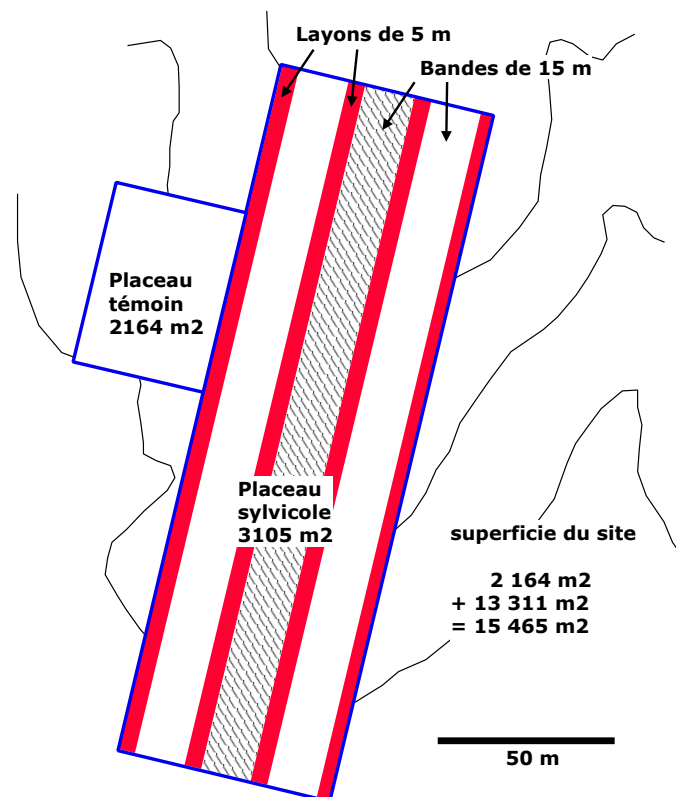 Layons de 5 m
Bandes de 15 m
Placeau
témoin
2164 m2
Placeau
sylvicole
3105 m2
superficie du site
2 164 m2
+ 13 311 m2
= 15 465 m2
50 m